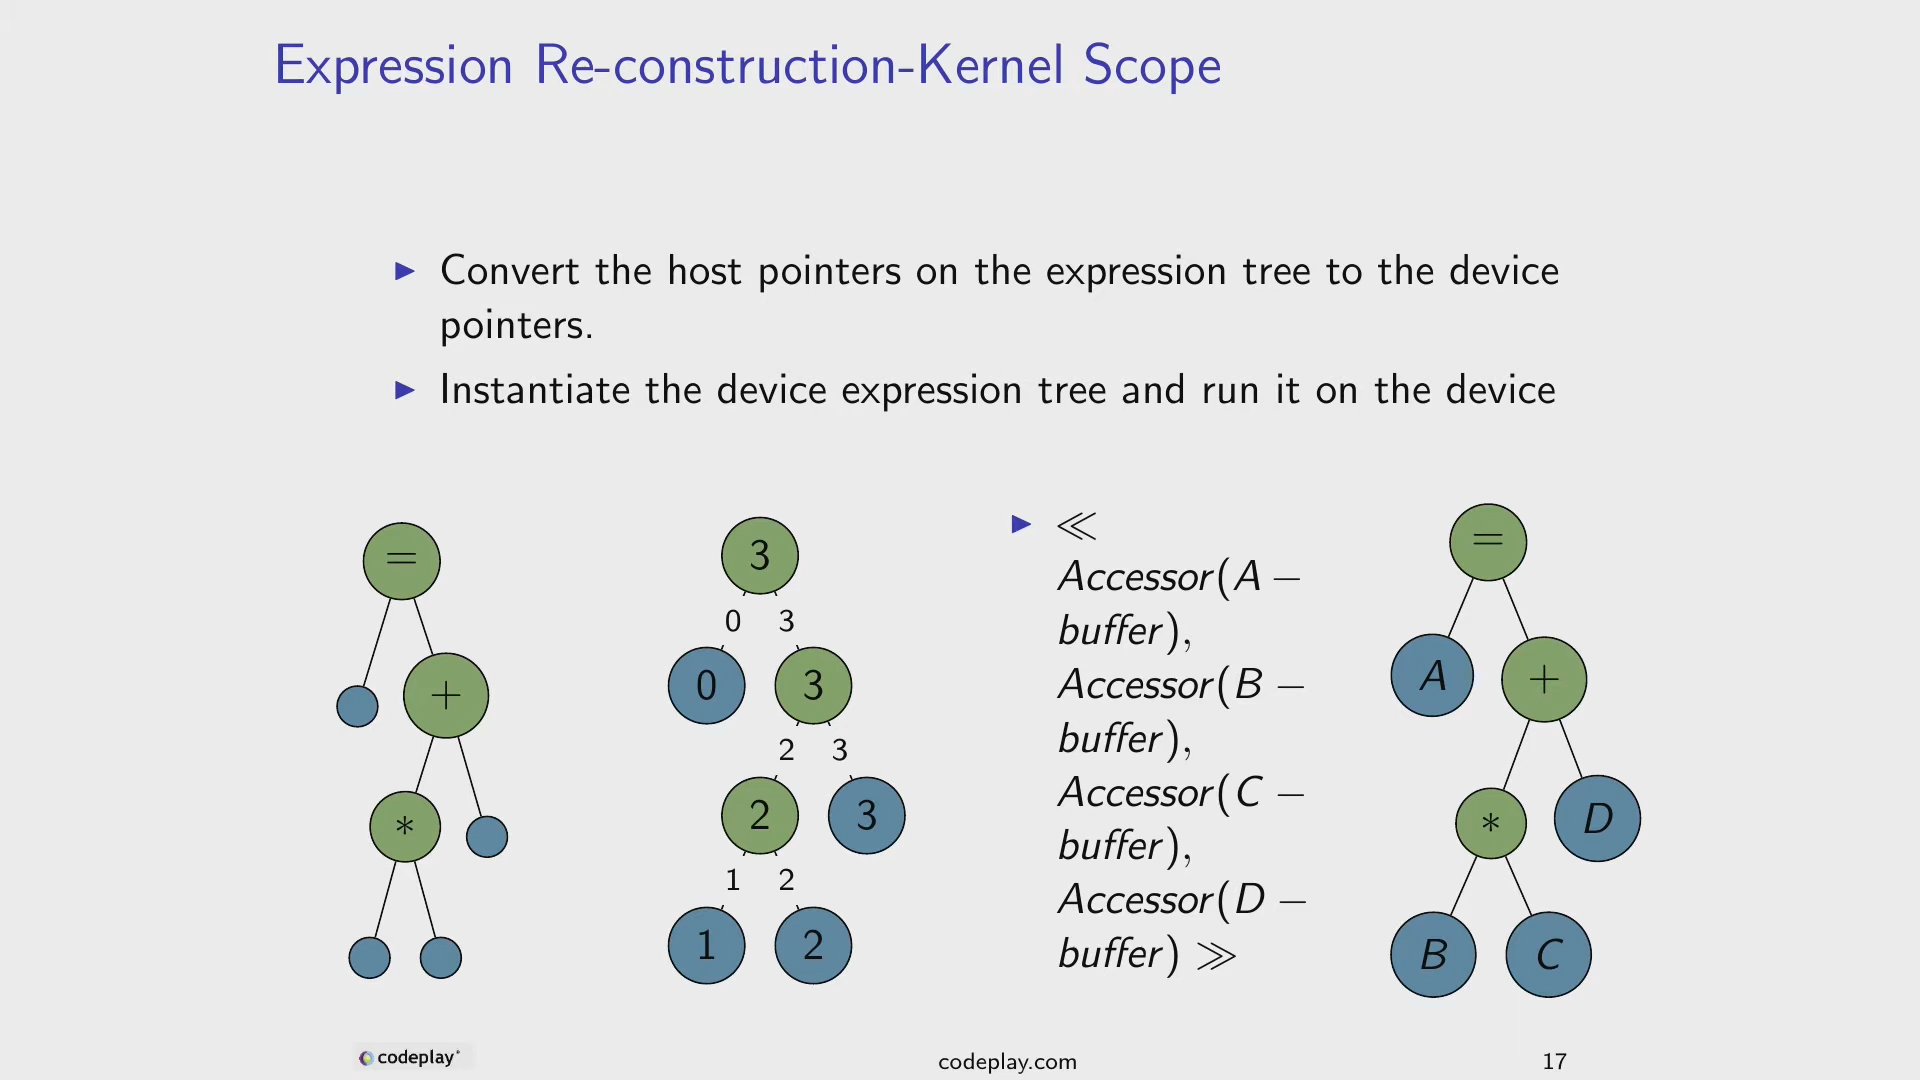 Expression Re-construction-Kernel Scope
▶ Convert the host pointers on the expression tree to the device
pointers.
▶ Instantiate the device expression tree and run it on the device
=
+
∗
3
0 3
0 3
2 3
2 3
1 2
1 2
▶ ≪
Accessor(A −
buffer),
Accessor(B −
buffer),
Accessor(C −
buffer),
Accessor(D −
buffer) ≫
=
A +
∗ D
B C
codeplay
codeplay.com
17